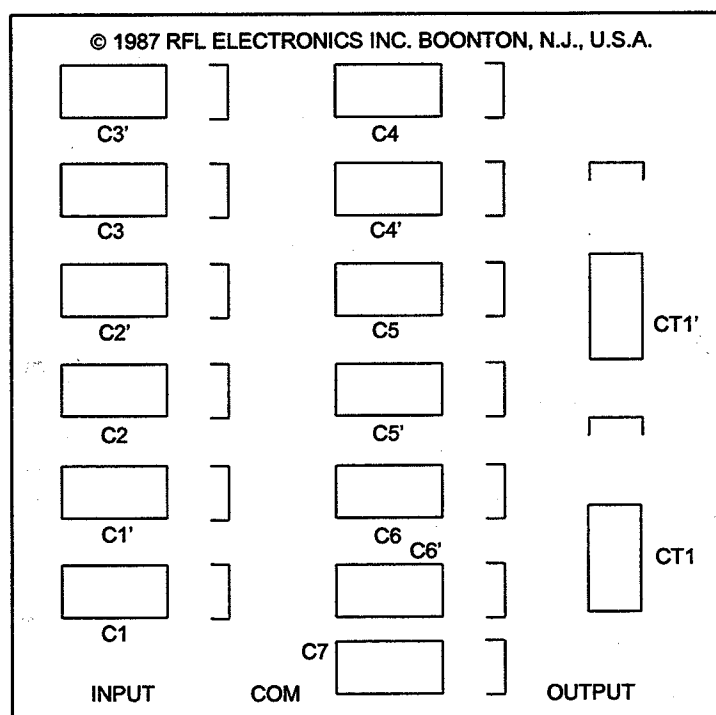 © 1987 RFL ELECTRONICS INC. BOONTON, N.J., U.S.A.
C3' C4
C3 C4'
C2' C5 CT1'
C2 C5'
C1' C6
C6' CT1
C1
C7
INPUT COM OUTPUT